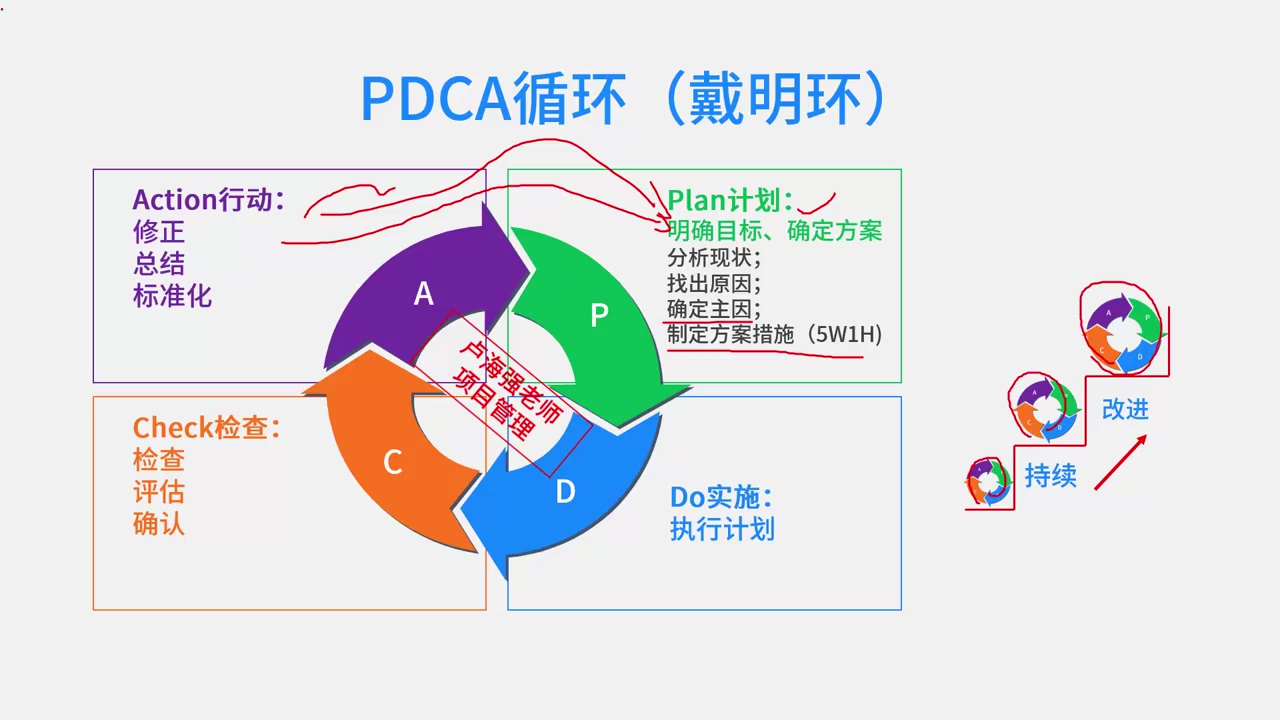 PDCA循环（戴明环）
Action行动：
修正
总结
标准化
Plan计划：
明确目标、确定方案
分析现状；
找出原因；
确定主因；
制定方案措施（5W1H)
A
P
C
D
卢海强老师
项目管理
Check检查：
检查
评估
确认
Do实施：
执行计划
A
P
C
D
改进
A
P
C
D
持续